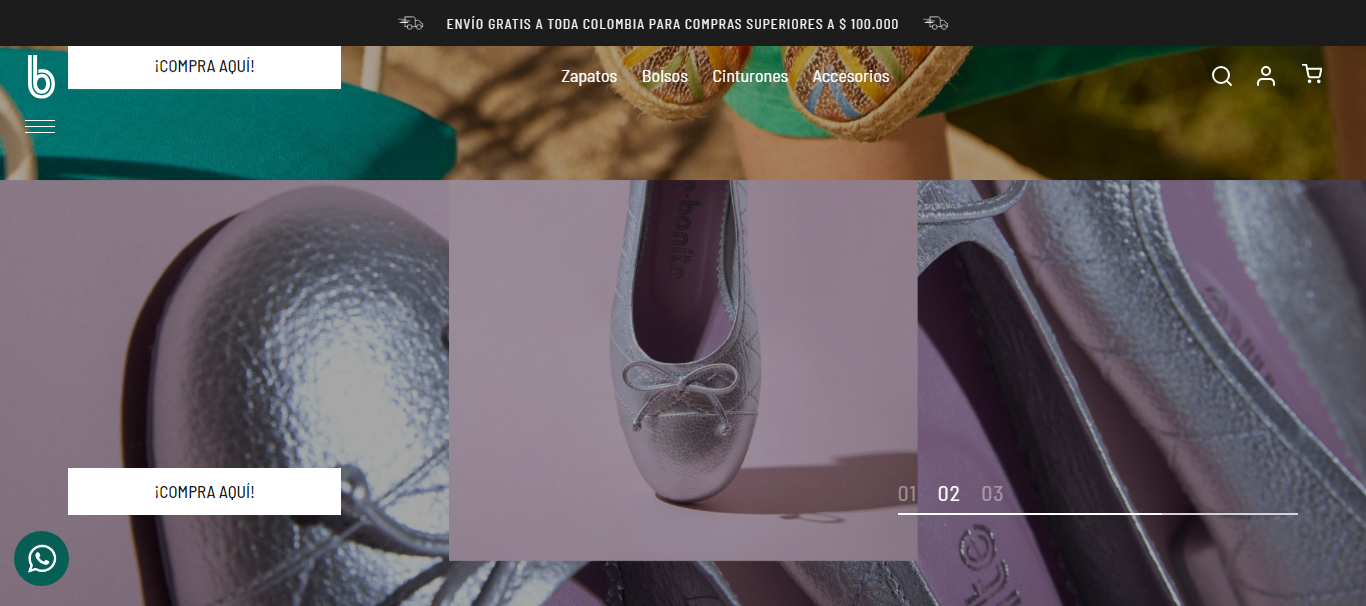 ENVÍO GRATIS A TODA COLOMBIA PARA COMPRAS SUPERIORES A $ 100.000
b
¡COMPRA AQUÍ!
Zapatos Bolsos Cinturones Accesorios
¡COMPRA AQUÍ!
01 02 03